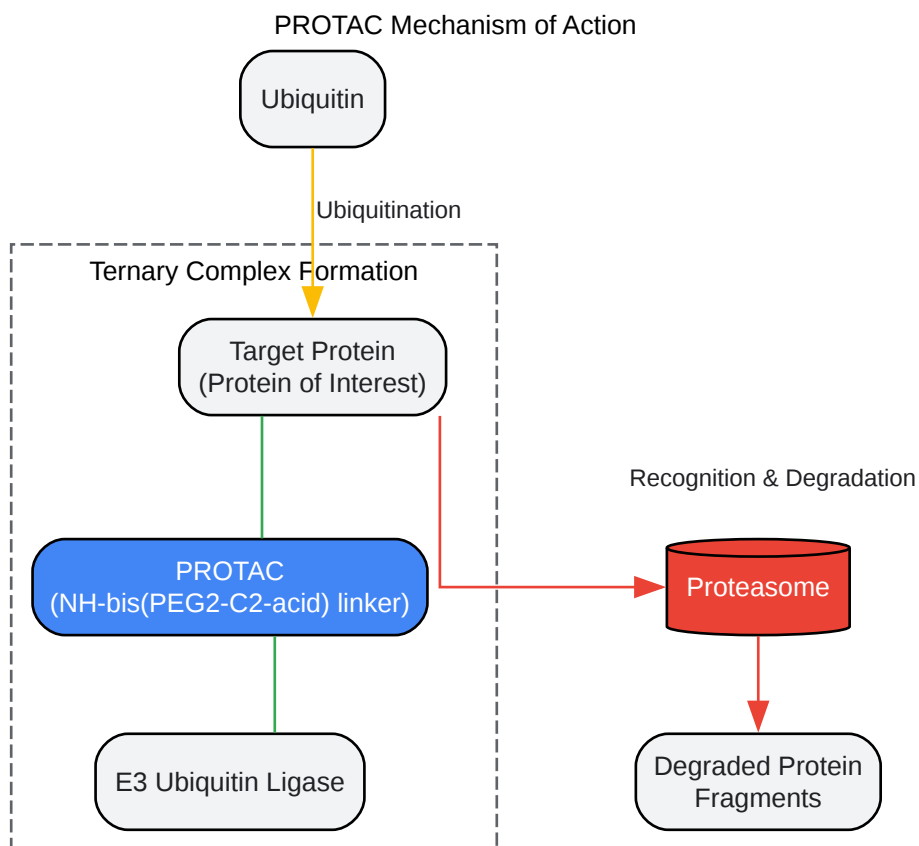 PROTAC Mechanism of Action
Ubiquitin
Ubiquitination
Ternary Complex Formation
Target Protein
(Protein of Interest)
Recognition & Degradation
PROTAC
(NH-bis(PEG2-C2-acid) linker)
Proteasome
E3 Ubiquitin Ligase
Degraded Protein
Fragments